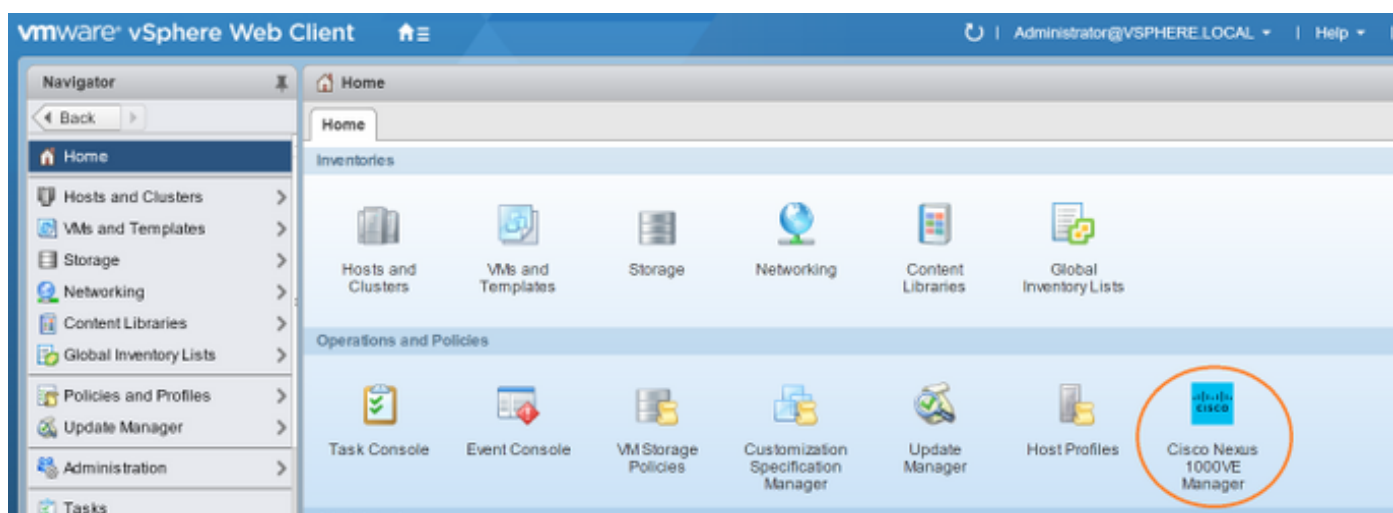 vmware® vSphere Web Client
Administrator@VSPHERE.LOCAL
Help
Navigator
Back
Home
Hosts and Clusters
VMs and Templates
Storage
Networking
Content Libraries
Global Inventory Lists
Policies and Profiles
Update Manager
Administration
Tasks
Home
Home
Inventories
Hosts and
Clusters
VMs and
Templates
Storage
Networking
Content
Libraries
Global
Inventory Lists
Operations and Policies
Task Console
Event Console
VM Storage
Policies
Customization
Specification
Manager
Update
Manager
Host Profiles
CISCO
Cisco Nexus
1000VE
Manager